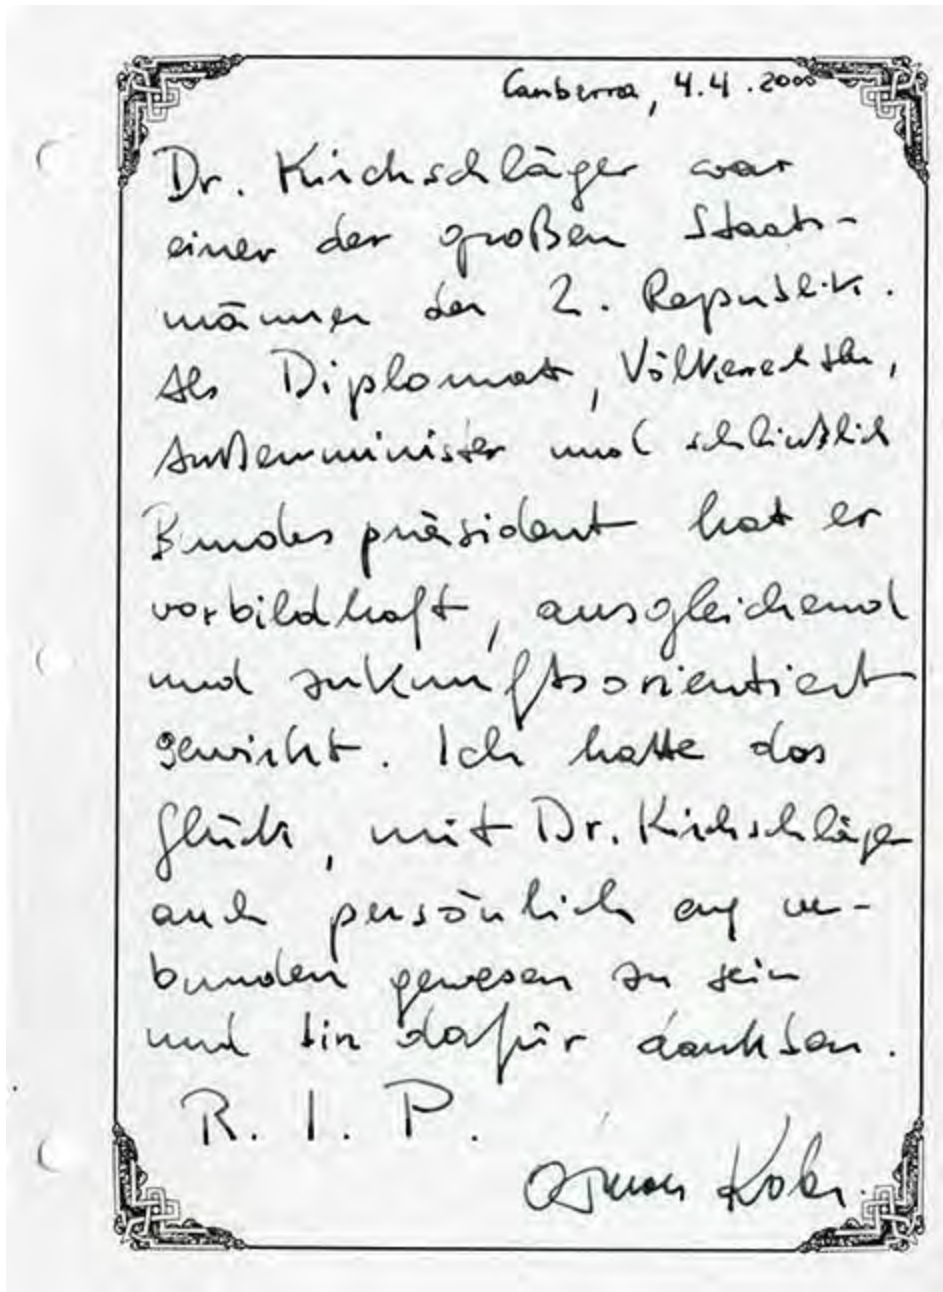 Canberra, 4.4.2000
Dr. Kirchschläger war
einer der großen Staats-
männer der 2. Republik.
Als Diplomat, Völkerrechtler,
Außenminister und schließlich
Bundespräsident hat er
vorbildhaft, ausgleichend
und zukunftsorientiert
gewirkt. Ich hatte das
Glück, mit Dr. Kirchschläger
auch persönlich eng ver-
bunden gewesen zu sein
und bin dafür dankbar.
R. I. P.